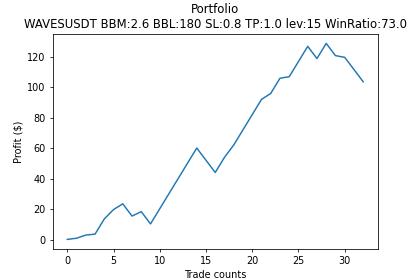 Portfolio
WAVESUSDT BBM:2.6 BBL:180 SL:0.8 TP:1.0 lev:15 WinRatio:73.0
120
100
80
60
40
20
0
Profit ($)
0 5 10 15 20 25 30
Trade counts